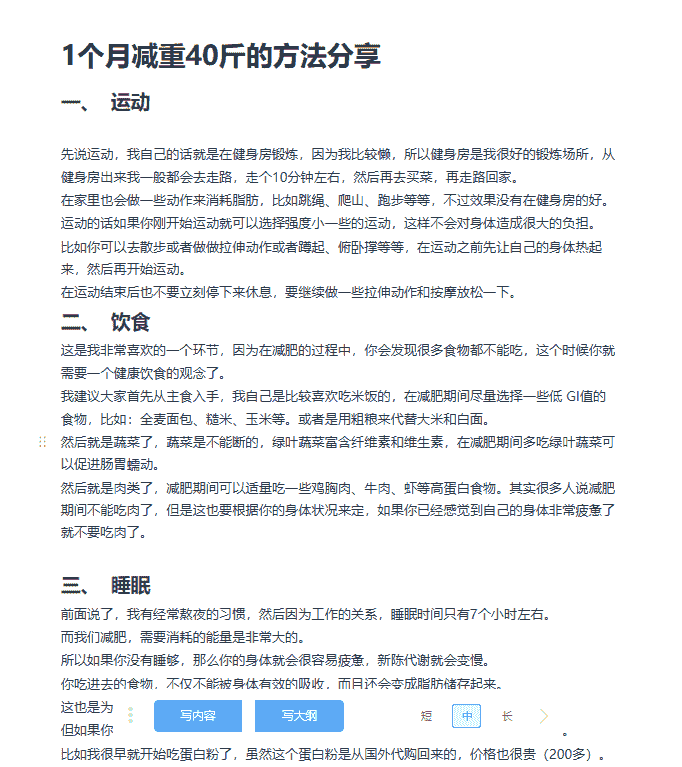 1个月减重40斤的方法分享
一、 运动
先说运动，我自己的话就是在健身房锻炼，因为我比较懒，所以健身房是我很好的锻炼场所，从
健身房出来我一般都会去走路，走个10分钟左右，然后再去买菜，再走路回家。
在家里也会做一些动作来消耗脂肪，比如跳绳、爬山、跑步等等，不过效果没有在健身房的好。
运动的话如果你刚开始运动就可以选择强度小一些的运动，这样不会对身体造成很大的负担。
比如你可以去散步或者做做拉伸动作或者蹲起、俯卧撑等等，在运动之前先让自己的身体热起
来，然后再开始运动。
在运动结束后也不要立刻停下来休息，要继续做一些拉伸动作和按摩放松一下。
二、 饮食
这是我非常喜欢的一个环节，因为在减肥的过程中，你会发现很多食物都不能吃，这个时候你就
需要一个健康饮食的观念了。
我建议大家首先从主食入手，我自己是比较喜欢吃米饭的，在减肥期间尽量选择一些低 GI值的
食物，比如：全麦面包、糙米、玉米等。或者是用粗粮来代替大米和白面。
然后就是蔬菜了，蔬菜是不能断的，绿叶蔬菜富含纤维素和维生素，在减肥期间多吃绿叶蔬菜可
以促进肠胃蠕动。
然后就是肉类了，减肥期间可以适量吃一些鸡胸肉、牛肉、虾等高蛋白食物。其实很多人说减肥
期间不能吃肉了，但是这也要根据你的身体状况来定，如果你已经感觉到自己的身体非常疲惫了
就不要吃肉了。
三、 睡眠
前面说了，我有经常熬夜的习惯，然后因为工作的关系，睡眠时间只有7个小时左右。
而我们减肥，需要消耗的能量是非常大的。
所以如果你没有睡够，那么你的身体就会很容易疲惫，新陈代谢就会变慢。
你吃进去的食物，不仅不能被身体有效的吸收，而且还会变成脂肪储存起来。
这也是为
写内容 写大纲 短 中 长
但如果你 。
比如我很早就开始吃蛋白粉了，虽然这个蛋白粉是从国外代购回来的，价格也很贵（200多）。